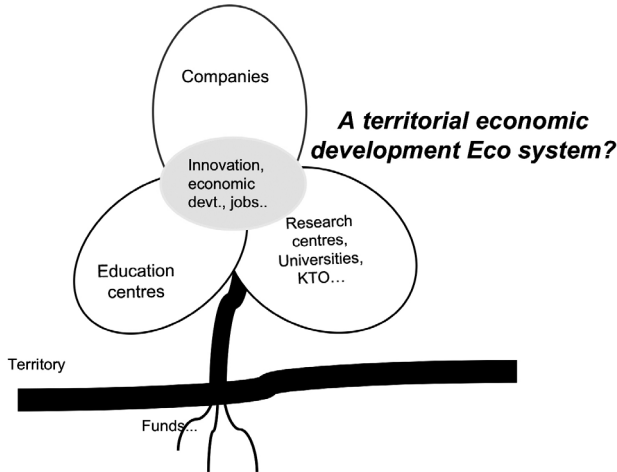 Companies
A territorial economic
development Eco system?
Innovation,
economic
devt., jobs..
Research
centres,
Universities,
KTO...
Education
centres
Territory
Funds...